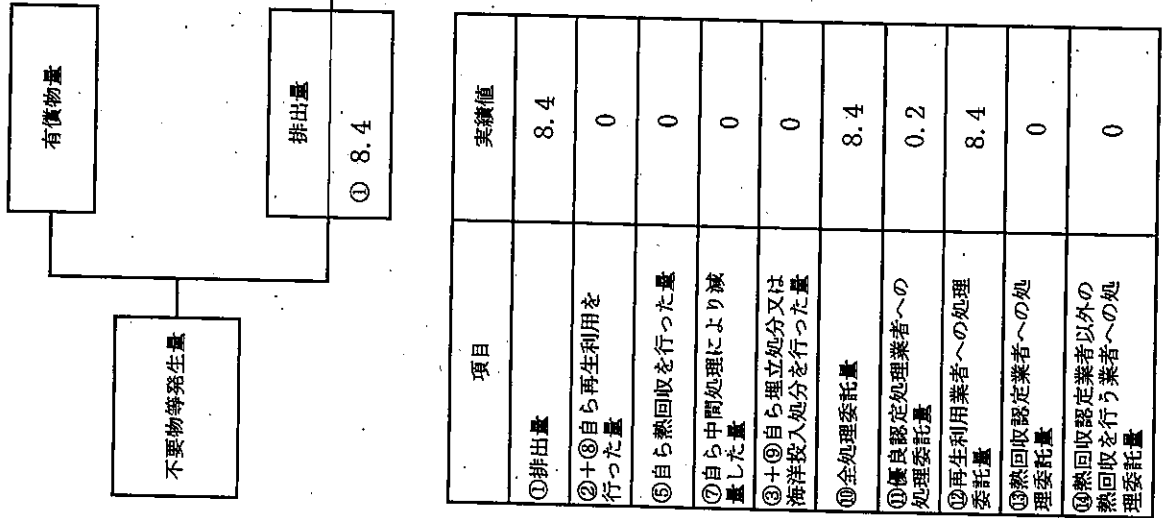 不要物等発生量
有償物量
排出量
① 8.4
項目
実績値
①排出量
8.4
②+⑧自ら再生利用を
行った量
0
⑤自ら熱回収を行った量
0
⑦自ら中間処理により減
量した量
0
③+⑨自ら埋立処分又は
海洋投入処分を行った量
0
⑩全処理委託量
8.4
⑪優良認定処理業者への
処理委託量
0.2
⑫再生利用業者への処理
委託量
8.4
⑬熱回収認定業者への処
理委託量
0
⑭熱回収認定業者以外の
熱回収を行う業者への処
理委託量
0